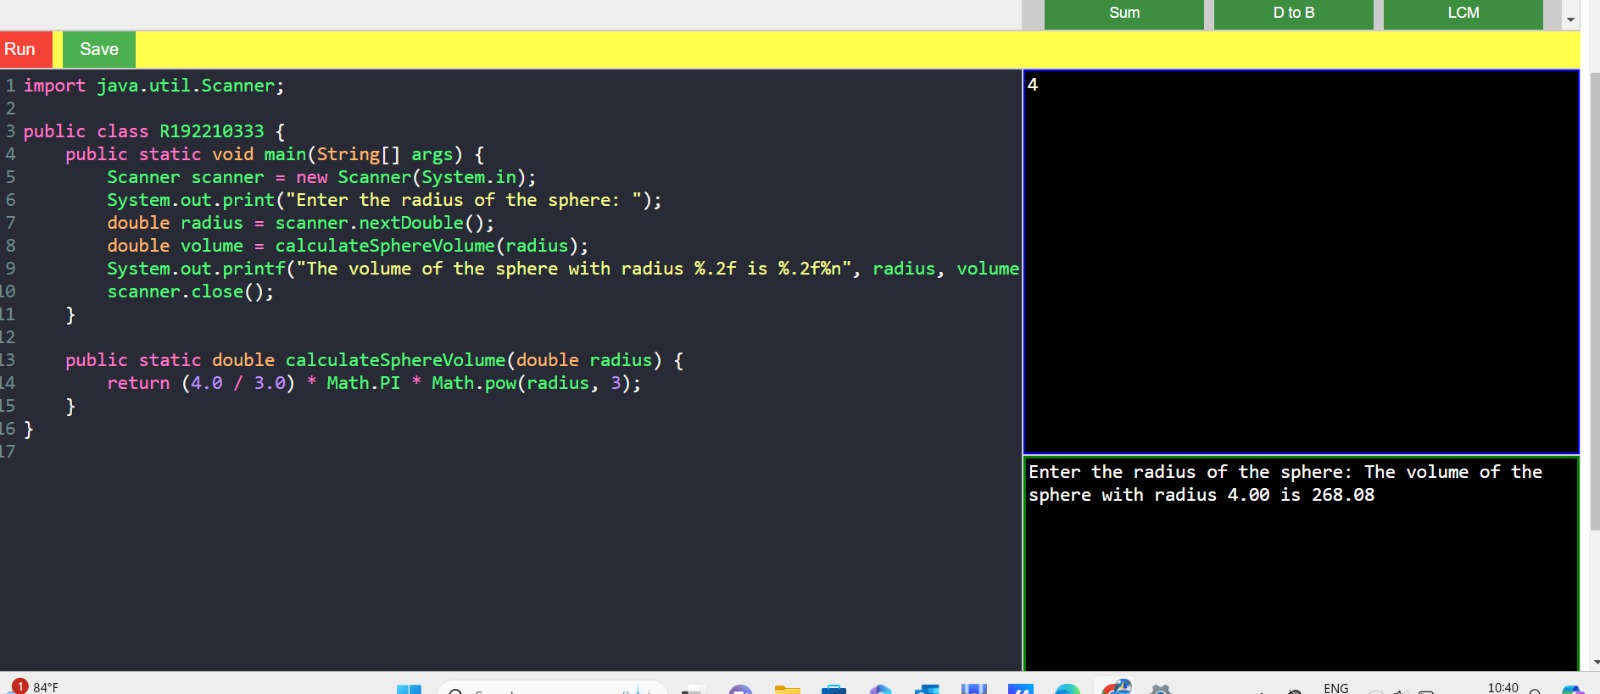 Sum D to B LCM
Run Save
1 import java.util.Scanner;
2
3 public class R192210333 {
4 public static void main(String[] args) {
5 Scanner scanner = new Scanner(System.in);
6 System.out.print("Enter the radius of the sphere: ");
7 double radius = scanner.nextDouble();
8 double volume = calculateSphereVolume(radius);
9 System.out.printf("The volume of the sphere with radius %.2f is %.2f%n", radius, volume
10 scanner.close();
11 }
12
13 public static double calculateSphereVolume(double radius) {
14 return (4.0 / 3.0) * Math.PI * Math.pow(radius, 3);
15 }
16 }
17
4
Enter the radius of the sphere: The volume of the
sphere with radius 4.00 is 268.08
1 84°F
ENG
10:40